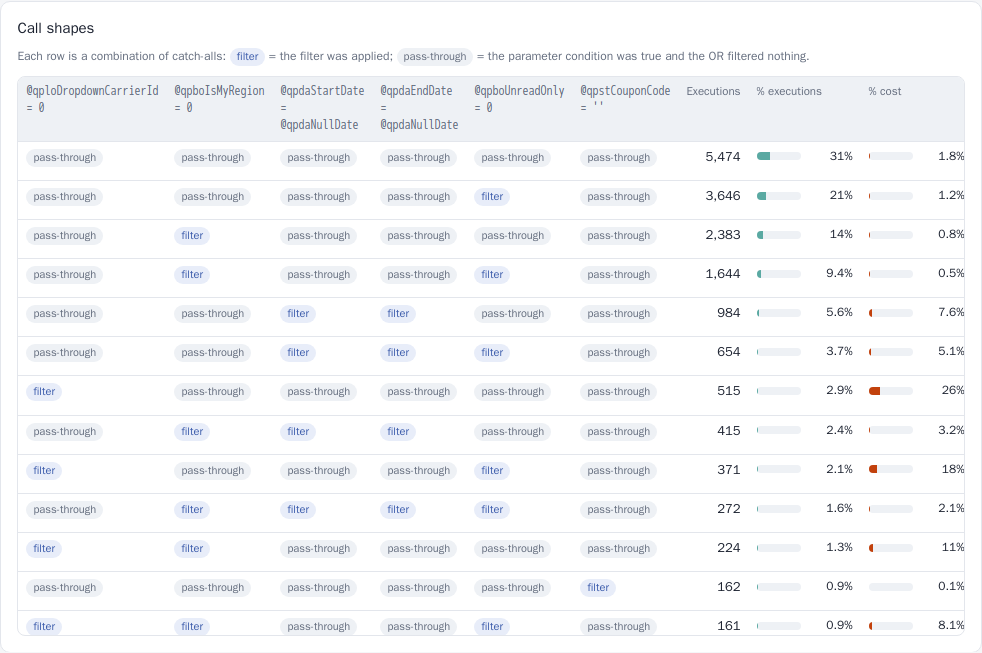 Call shapes
Each row is a combination of catch-alls: filter = the filter was applied; pass-through = the parameter condition was true and the OR filtered nothing.
@qploDropdownCarrierId = 0 @qpboIsMyRegion = 0 @qpdaStartDate = @qpdaNullDate @qpdaEndDate = @qpdaNullDate @qpboUnreadOnly = 0 @qpstCouponCode = '' Executions % executions % cost
pass-through pass-through pass-through pass-through pass-through pass-through 5,474 31% 1.8%
pass-through pass-through pass-through pass-through filter pass-through 3,646 21% 1.2%
pass-through filter pass-through pass-through pass-through pass-through 2,383 14% 0.8%
pass-through filter pass-through pass-through filter pass-through 1,644 9.4% 0.5%
pass-through pass-through filter filter pass-through pass-through 984 5.6% 7.6%
pass-through pass-through filter filter filter pass-through 654 3.7% 5.1%
filter pass-through pass-through pass-through pass-through pass-through 515 2.9% 26%
pass-through filter filter filter pass-through pass-through 415 2.4% 3.2%
filter pass-through pass-through pass-through filter pass-through 371 2.1% 18%
pass-through filter filter filter filter pass-through 272 1.6% 2.1%
filter filter pass-through pass-through pass-through pass-through 224 1.3% 11%
pass-through pass-through pass-through pass-through pass-through filter 162 0.9% 0.1%
filter filter pass-through pass-through filter pass-through 161 0.9% 8.1%